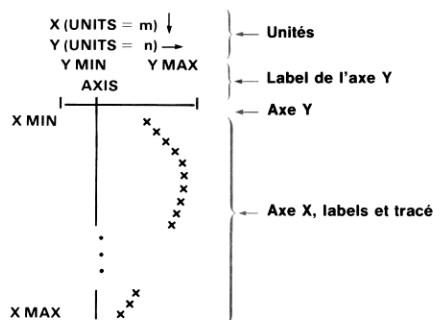 X (UNITS = m) ↓
Y (UNITS = n) → Unités
Y MIN Y MAX
AXIS Label de l'axe Y
Axe Y
X MIN
Axe X, labels et tracé
X MAX